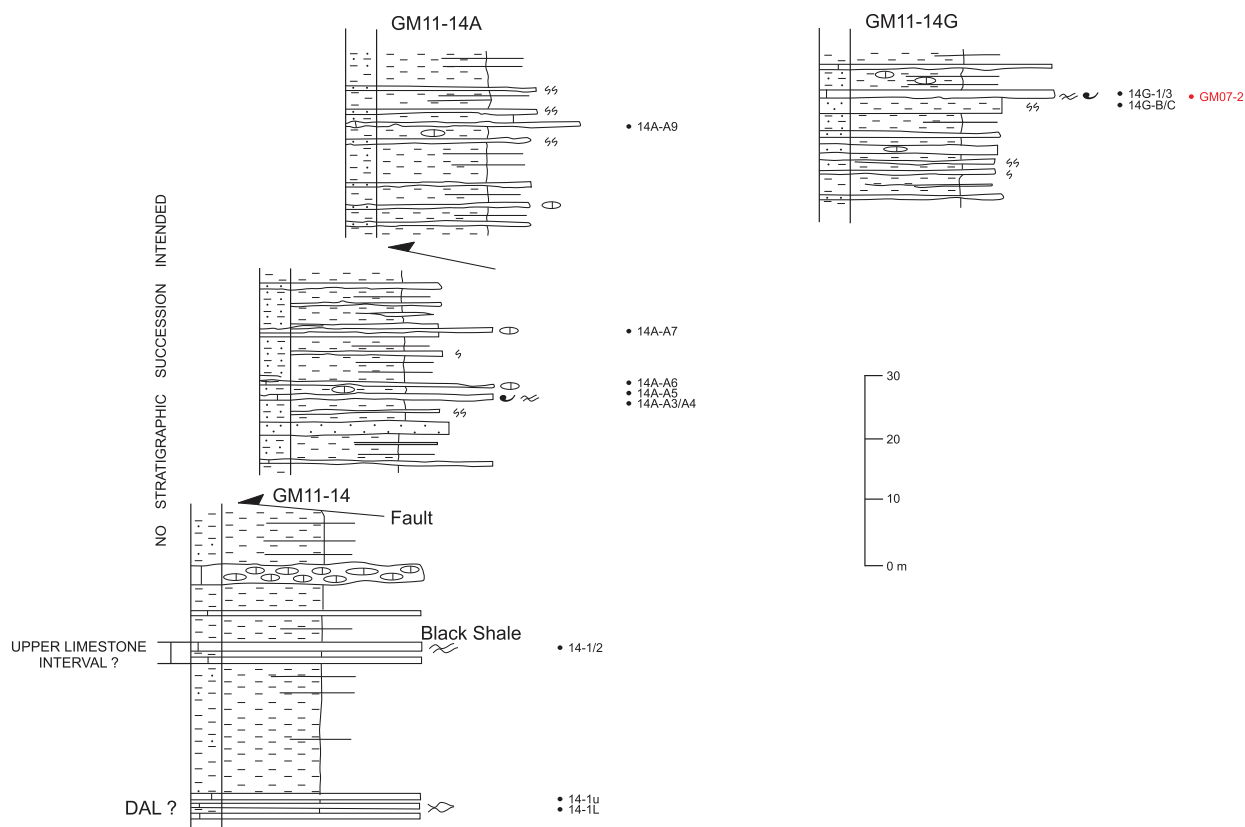 GM11-14A
GM11-14G
14G-1/3
14G-B/C
GM07-2
14A-A9
NO STRATIGRAPHIC SUCCESSION INTENDED
14A-A7
14A-A6
14A-A5
14A-A3/A4
30
20
10
0 m
GM11-14
Fault
Black Shale
UPPER LIMESTONE
INTERVAL ?
14-1/2
DAL ?
14-1u
14-1L